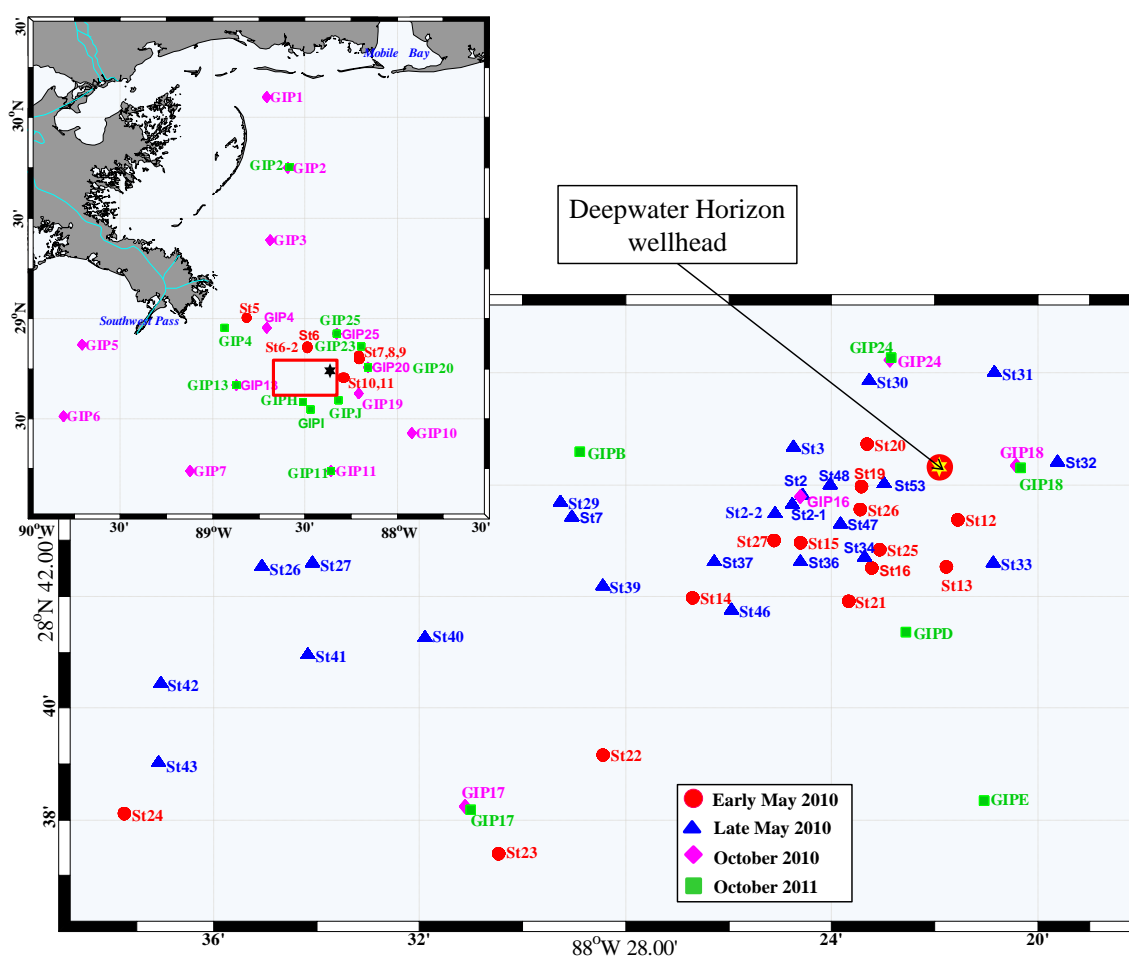 30'
Mobile Bay
GIP1
30°N
GIP2
GIP2
30'
GIP3
Southwest Pass
St5
29°N
GIP4
GIP4
GIP25
GIP25
St6
St6-2
GIP23
St7,8,9
GIP5
GIP20
GIP20
GIP13
GIP13
St10,11
GIP19
GIPH
GIPJ
GIPI
GIP6
30'
GIP10
GIP7
GIP11
GIP11
90°W
30'
89°W
30'
88°W
30'
Deepwater Horizon
wellhead
GIP24
GIP24
St30
St31
St3
St20
GIPB
GIP18
St32
GIP18
St48
St19
St53
St2
GIP16
St29
St2-1
St26
St7
St2-2
St47
St12
St27
St15
St34
St25
St26
St27
St37
St36
St16
St13
St33
St39
St14
St46
St21
28°N 42.00'
GIPD
St40
St41
St42
40'
St22
St43
GIP17
GIPE
St24
GIP17
38'
St23
Early May 2010
Late May 2010
October 2010
October 2011
36'
32'
88°W 28.00'
24'
20'